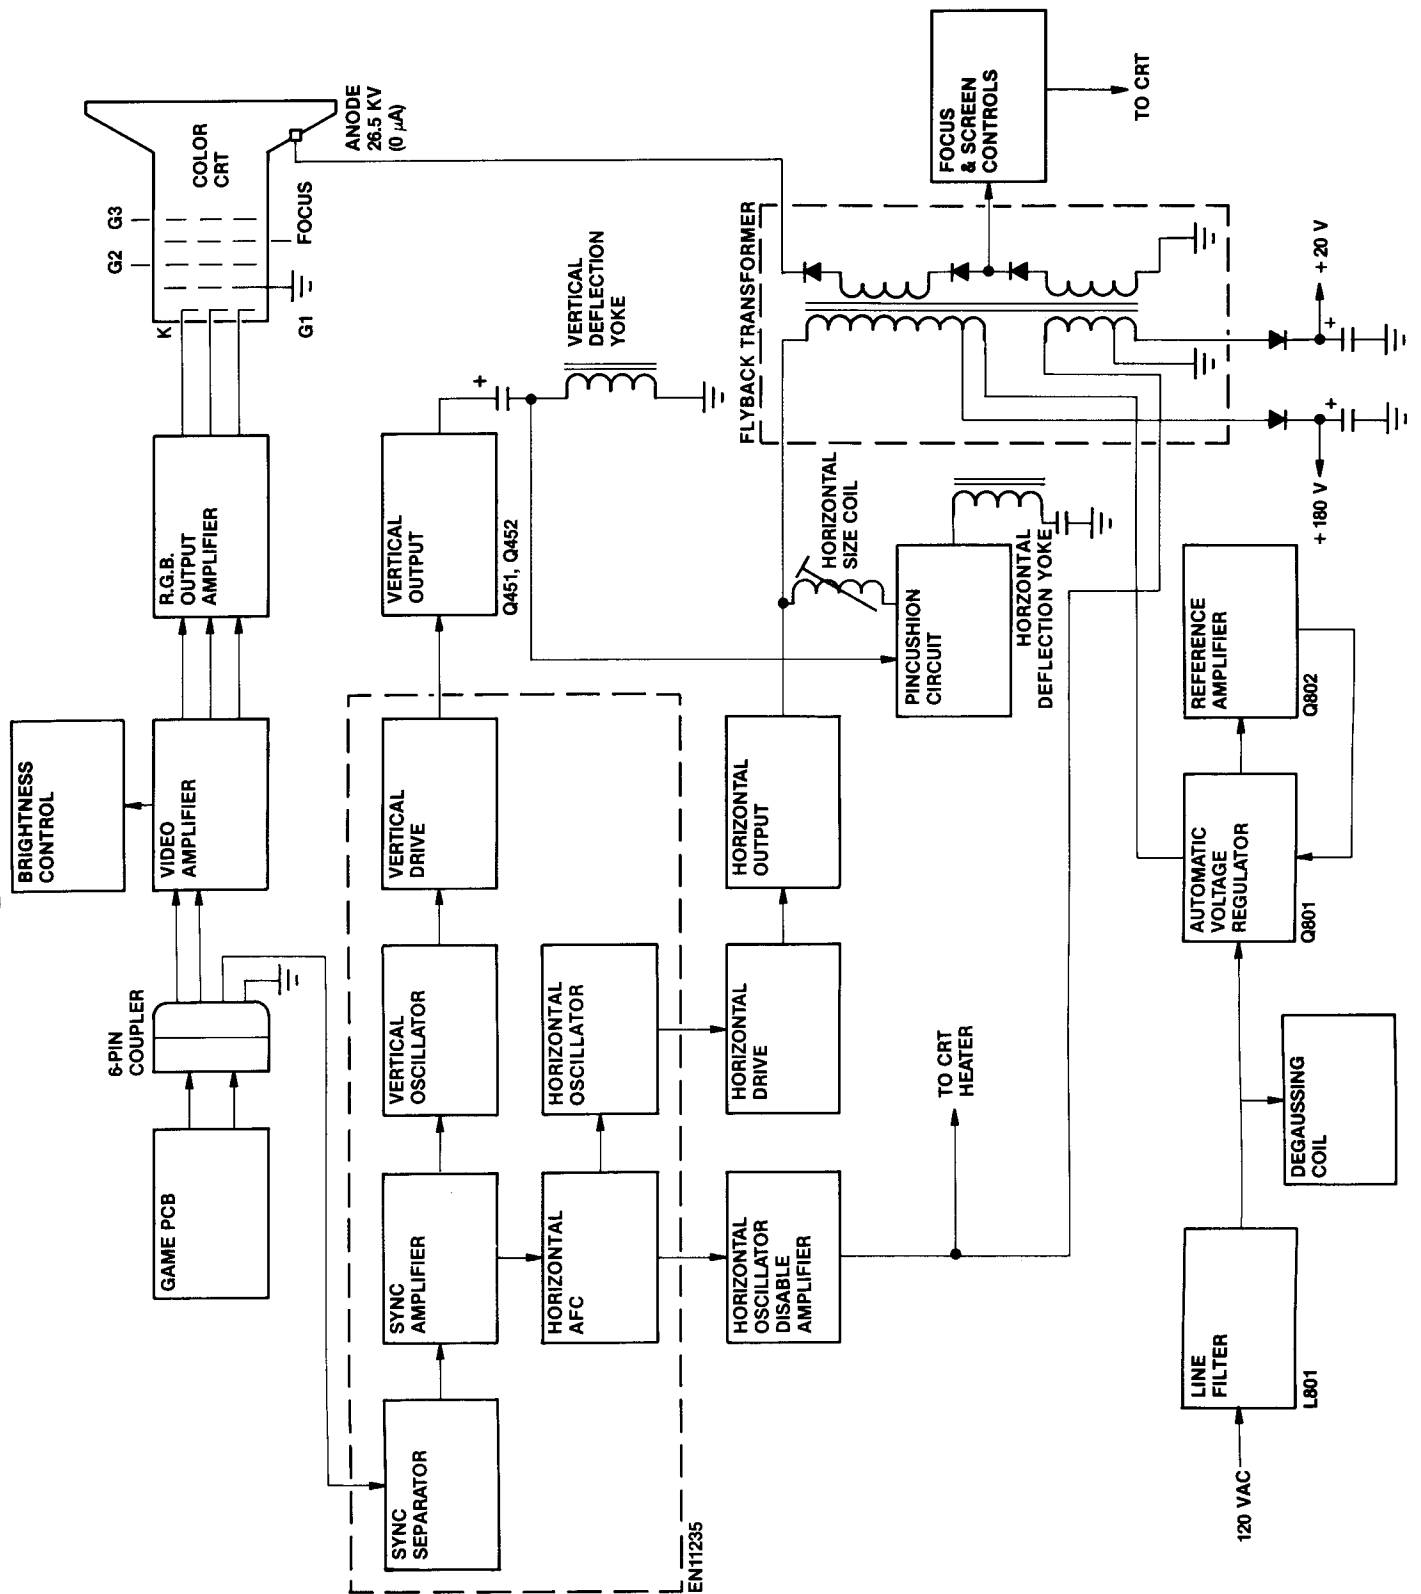 BRIGHTNESS
CONTROL
GAME PCB
6-PIN
COUPLER
VIDEO
AMPLIFIER
R.G.B.
OUTPUT
AMPLIFIER
K
G1
G2
G3
FOCUS
COLOR
CRT
ANODE
26.5 KV
(0 μA)
SYNC
SEPARATOR
SYNC
AMPLIFIER
VERTICAL
OSCILLATOR
VERTICAL
DRIVE
VERTICAL
OUTPUT
Q451, Q452
+
VERTICAL
DEFLECTION
YOKE
HORIZONTAL
AFC
HORIZONTAL
OSCILLATOR
EN11235
HORIZONTAL
OSCILLATOR
DISABLE
AMPLIFIER
HORIZONTAL
DRIVE
HORIZONTAL
OUTPUT
HORIZONTAL
SIZE COIL
FLYBACK TRANSFORMER
PINCUSHION
CIRCUIT
HORZONTAL
DEFLECTION YOKE
FOCUS
& SCREEN
CONTROLS
TO CRT
TO CRT
HEATER
120 VAC
LINE
FILTER
L801
DEGAUSSING
COIL
AUTOMATIC
VOLTAGE
REGULATOR
Q801
REFERENCE
AMPLIFIER
Q802
+ 180 V
+
+ 20 V
+